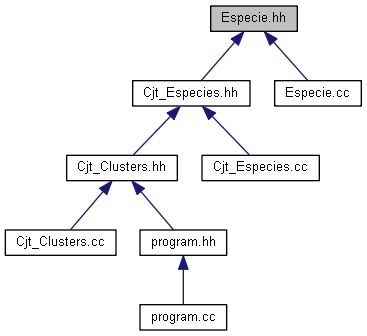 Especie.hh
Cjt_Especies.hh
Especie.cc
Cjt_Clusters.hh
Cjt_Especies.cc
Cjt_Clusters.cc
program.hh
program.cc